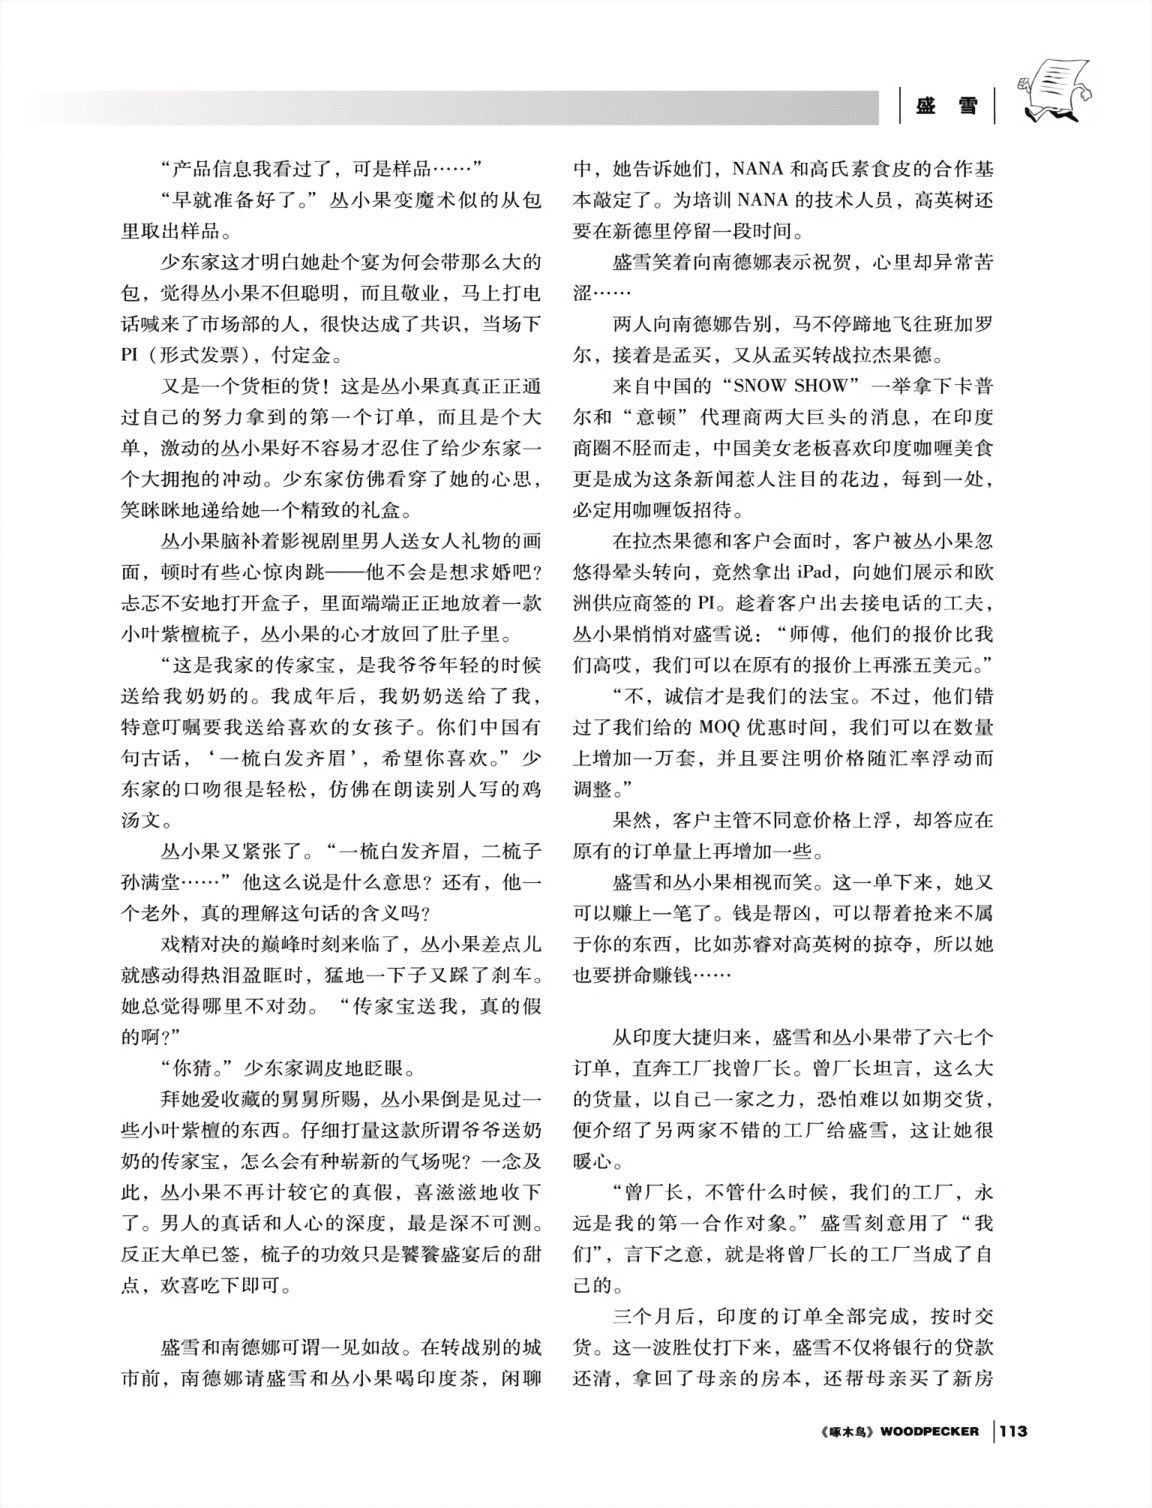 盛 雪
“产品信息我看过了，可是样品……”
“早就准备好了。”丛小果变魔术似的从包
里取出样品。
少东家这才明白她赴个宴为何会带那么大的
包，觉得丛小果不但聪明，而且敬业，马上打电
话喊来了市场部的人，很快达成了共识，当场下
PI（形式发票），付定金。
又是一个货柜的货！这是丛小果真真正正通
过自己的努力拿到的第一个订单，而且是个大
单，激动的丛小果好不容易才忍住了给少东家一
个大拥抱的冲动。少东家仿佛看穿了她的心思，
笑眯眯地递给她一个精致的礼盒。
丛小果脑补着影视剧里男人送女人礼物的画
面，顿时有些心惊肉跳——他不会是想求婚吧？
忐忑不安地打开盒子，里面端端正正地放着一款
小叶紫檀梳子，丛小果的心才放回了肚子里。
“这是我家的传家宝，是我爷爷年轻的时候
送给我奶奶的。我成年后，我奶奶送给了我，
特意叮嘱要我送给喜欢的女孩子。你们中国有
句古话，‘一梳白发齐眉’，希望你喜欢。”少
东家的口吻很是轻松，仿佛在朗读别人写的鸡
汤文。
丛小果又紧张了。“一梳白发齐眉，二梳子
孙满堂……”他这么说是什么意思？还有，他一
个老外，真的理解这句话的含义吗？
戏精对决的巅峰时刻来临了，丛小果差点儿
就感动得热泪盈眶时，猛地一下子又踩了刹车。
她总觉得哪里不对劲。“传家宝送我，真的假
的啊？”
“你猜。”少东家调皮地眨眼。
拜她爱收藏的舅舅所赐，丛小果倒是见过一
些小叶紫檀的东西。仔细打量这款所谓爷爷送奶
奶的传家宝，怎么会有种崭新的气场呢？一念及
此，丛小果不再计较它的真假，喜滋滋地收下
了。男人的真话和人心的深度，最是深不可测。
反正大单已签，梳子的功效只是饕餮盛宴后的甜
点，欢喜吃下即可。
盛雪和南德娜可谓一见如故。在转战别的城
市前，南德娜请盛雪和丛小果喝印度茶，闲聊
中，她告诉她们，NANA 和高氏素食皮的合作基
本敲定了。为培训 NANA 的技术人员，高英树还
要在新德里停留一段时间。
盛雪笑着向南德娜表示祝贺，心里却异常苦
涩……
两人向南德娜告别，马不停蹄地飞往班加罗
尔，接着是孟买，又从孟买转战拉杰果德。
来自中国的“SNOW SHOW”一举拿下卡普
尔和“意顿”代理商两大巨头的消息，在印度
商圈不胫而走，中国美女老板喜欢印度咖喱美食
更是成为这条新闻惹人注目的花边，每到一处，
必定用咖喱饭招待。
在拉杰果德和客户会面时，客户被丛小果忽
悠得晕头转向，竟然拿出 iPad，向她们展示和欧
洲供应商签的 PI。趁着客户出去接电话的工夫，
丛小果悄悄对盛雪说：“师傅，他们的报价比我
们高哎，我们可以在原有的报价上再涨五美元。”
“不，诚信才是我们的法宝。不过，他们错
过了我们给的 MOQ 优惠时间，我们可以在数量
上增加一万套，并且要注明价格随汇率浮动而
调整。”
果然，客户主管不同意价格上浮，却答应在
原有的订单量上再增加一些。
盛雪和丛小果相视而笑。这一单下来，她又
可以赚上一笔了。钱是帮凶，可以帮着抢来不属
于你的东西，比如苏睿对高英树的掠夺，所以她
也要拼命赚钱……
从印度大捷归来，盛雪和丛小果带了六七个
订单，直奔工厂找曾厂长。曾厂长坦言，这么大
的货量，以自己一家之力，恐怕难以如期交货，
便介绍了另两家不错的工厂给盛雪，这让她很
暖心。
“曾厂长，不管什么时候，我们的工厂，永
远是我的第一合作对象。”盛雪刻意用了“我
们”，言下之意，就是将曾厂长的工厂当成了自
己的。
三个月后，印度的订单全部完成，按时交
货。这一波胜仗打下来，盛雪不仅将银行的贷款
还清，拿回了母亲的房本，还帮母亲买了新房
《啄木鸟》WOODPECKER 113